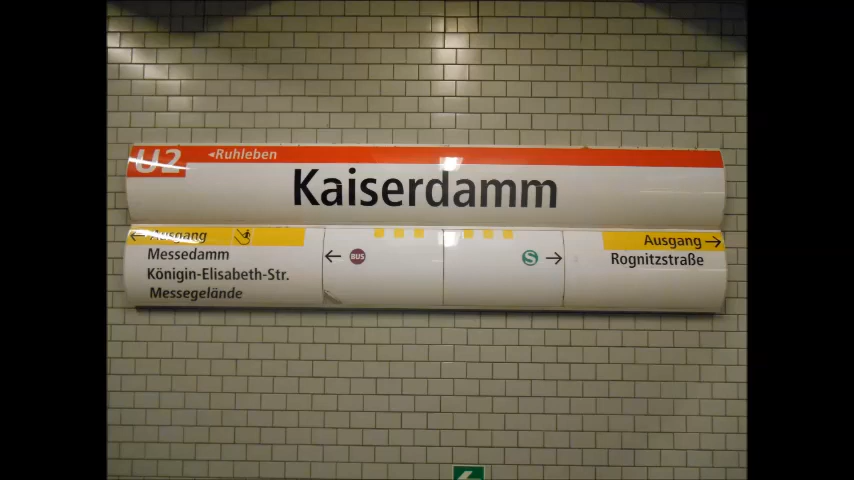 U2 ◂Ruhleben
Kaiserdamm
← Ausgang
Messedamm
Königin-Elisabeth-Str.
Messegelände
← BUS
S →
Ausgang →
Rognitzstraße